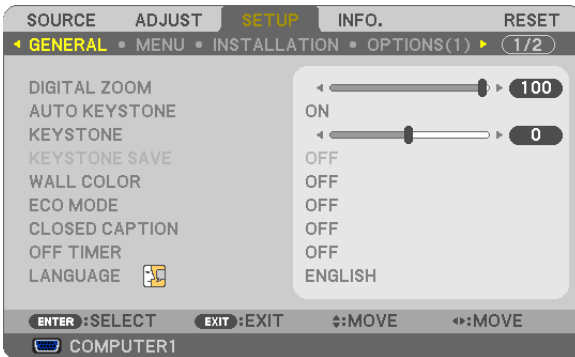 SOURCE ADJUST SETUP INFO. RESET
GENERAL • MENU • INSTALLATION • OPTIONS(1) 1/2
DIGITAL ZOOM 100
AUTO KEYSTONE ON
KEYSTONE 0
KEYSTONE SAVE OFF
WALL COLOR OFF
ECO MODE OFF
CLOSED CAPTION OFF
OFF TIMER OFF
LANGUAGE ENGLISH
ENTER :SELECT EXIT :EXIT :MOVE :MOVE
COMPUTER1